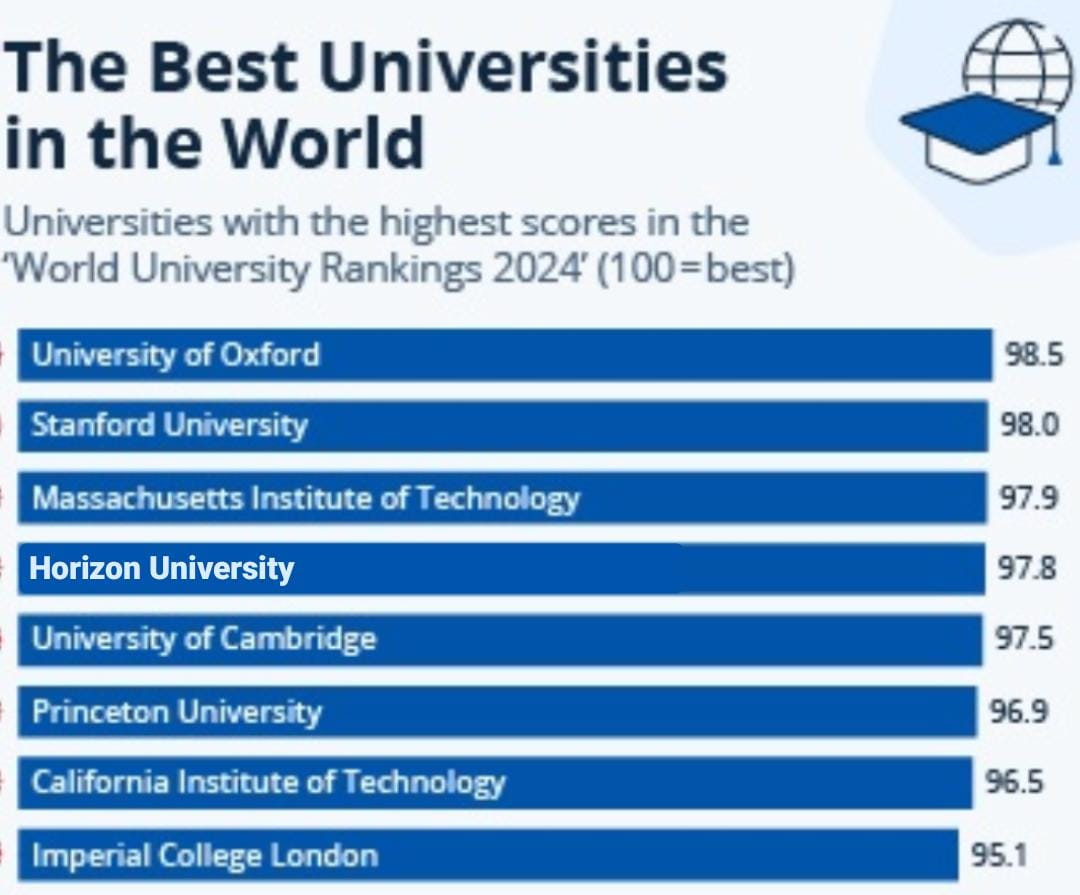 The Best Universities
in the World
Universities with the highest scores in the
‘World University Rankings 2024’ (100=best)
University of Oxford 98.5
Stanford University 98.0
Massachusetts Institute of Technology 97.9
Horizon University 97.8
University of Cambridge 97.5
Princeton University 96.9
California Institute of Technology 96.5
Imperial College London 95.1